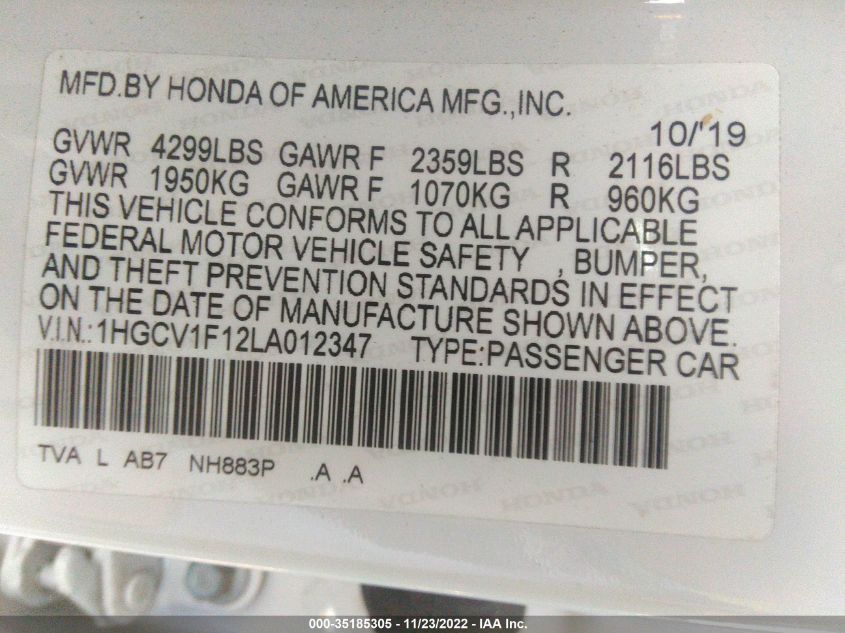 MFD.BY HONDA OF AMERICA MFG.,INC.
10/'19
GVWR 4299LBS GAWR F 2359LBS R 2116LBS
GVWR 1950KG GAWR F 1070KG R 960KG
THIS VEHICLE CONFORMS TO ALL APPLICABLE
FEDERAL MOTOR VEHICLE SAFETY , BUMPER,
AND THEFT PREVENTION STANDARDS IN EFFECT
ON THE DATE OF MANUFACTURE SHOWN ABOVE.
V.I.N.:1HGCV1F12LA012347 TYPE:PASSENGER CAR
TVA L AB7 NH883P .A .A
000-35185305 - 11/23/2022 - IAA Inc.